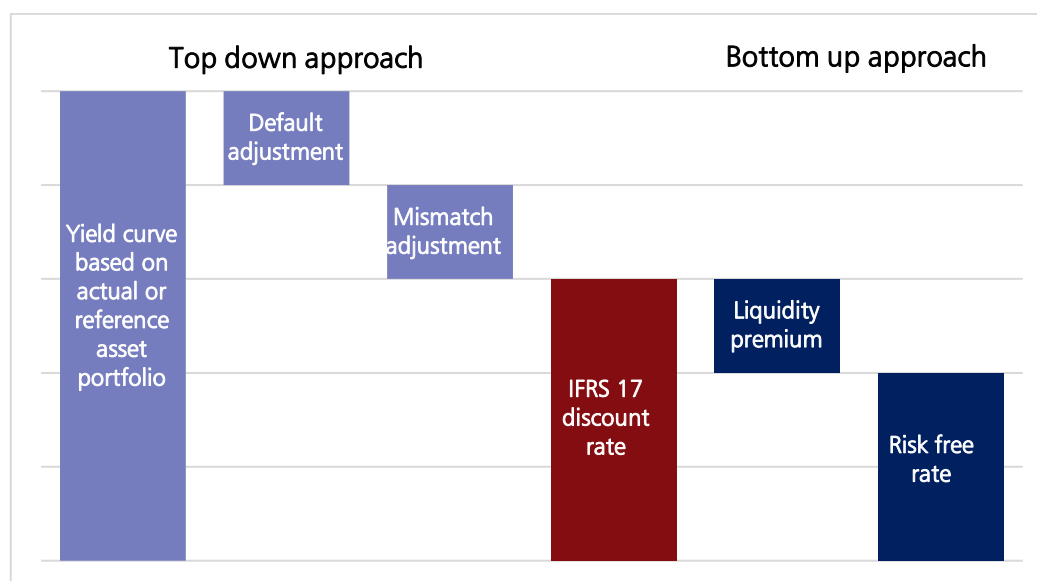 Top down approach
Bottom up approach
Default
adjustment
Mismatch
adjustment
Yield curve
based on
actual or
reference
asset
portfolio
Liquidity
premium
IFRS 17
discount
rate
Risk free
rate